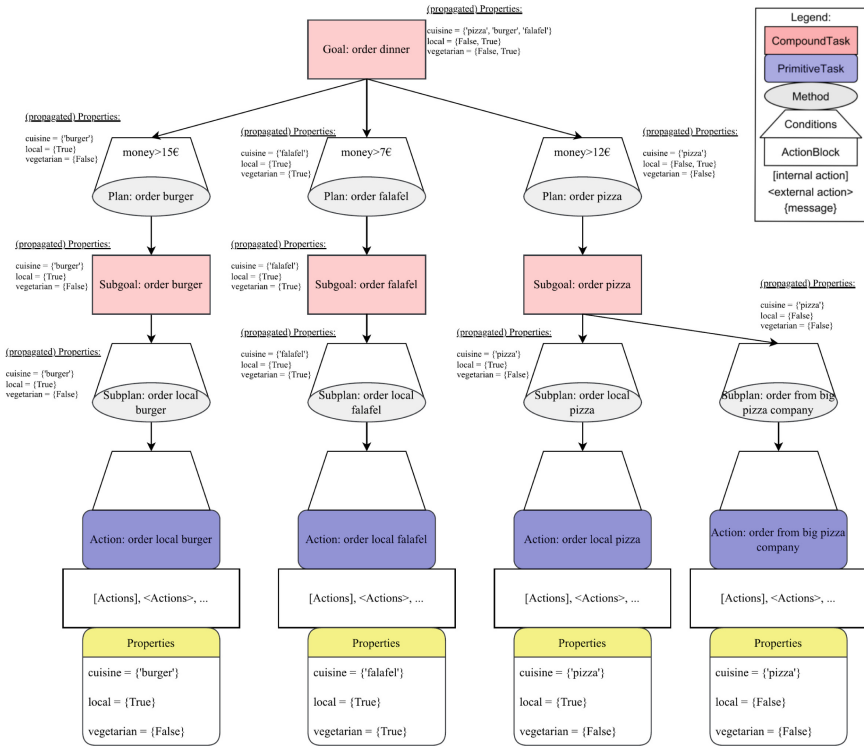 (propagated) Properties:
cuisine = {'pizza', 'burger', 'falafel'}
local = {False, True}
vegetarian = {False, True}
Goal: order dinner
Legend:
CompoundTask
PrimitiveTask
Method
Conditions
ActionBlock
[internal action]
<external action>
{message}
(propagated) Properties:
cuisine = {'burger'}
local = {True}
vegetarian = {False}
money>15€
Plan: order burger
(propagated) Properties:
cuisine = {'falafel'}
local = {True}
vegetarian = {True}
money>7€
Plan: order falafel
money>12€
Plan: order pizza
(propagated) Properties:
cuisine = {'pizza'}
local = {False, True}
vegetarian = {False}
(propagated) Properties:
cuisine = {'burger'}
local = {True}
vegetarian = {False}
Subgoal: order burger
(propagated) Properties:
cuisine = {'falafel'}
local = {True}
vegetarian = {True}
Subgoal: order falafel
Subgoal: order pizza
(propagated) Properties:
cuisine = {'pizza'}
local = {False}
vegetarian = {False}
(propagated) Properties:
cuisine = {'burger'}
local = {True}
vegetarian = {False}
Subplan: order local
burger
(propagated) Properties:
cuisine = {'falafel'}
local = {True}
vegetarian = {True}
Subplan: order local
falafel
(propagated) Properties:
cuisine = {'pizza'}
local = {True}
vegetarian = {False}
Subplan: order local
pizza
Subplan: order from big
pizza company
Action: order local burger
Action: order local falafel
Action: order local pizza
Action: order from big pizza
company
[Actions], <Actions>, ...
[Actions], <Actions>, ...
[Actions], <Actions>, ...
[Actions], <Actions>, ...
Properties
cuisine = {'burger'}
local = {True}
vegetarian = {False}
Properties
cuisine = {'falafel'}
local = {True}
vegetarian = {True}
Properties
cuisine = {'pizza'}
local = {True}
vegetarian = {False}
Properties
cuisine = {'pizza'}
local = {False}
vegetarian = {False}